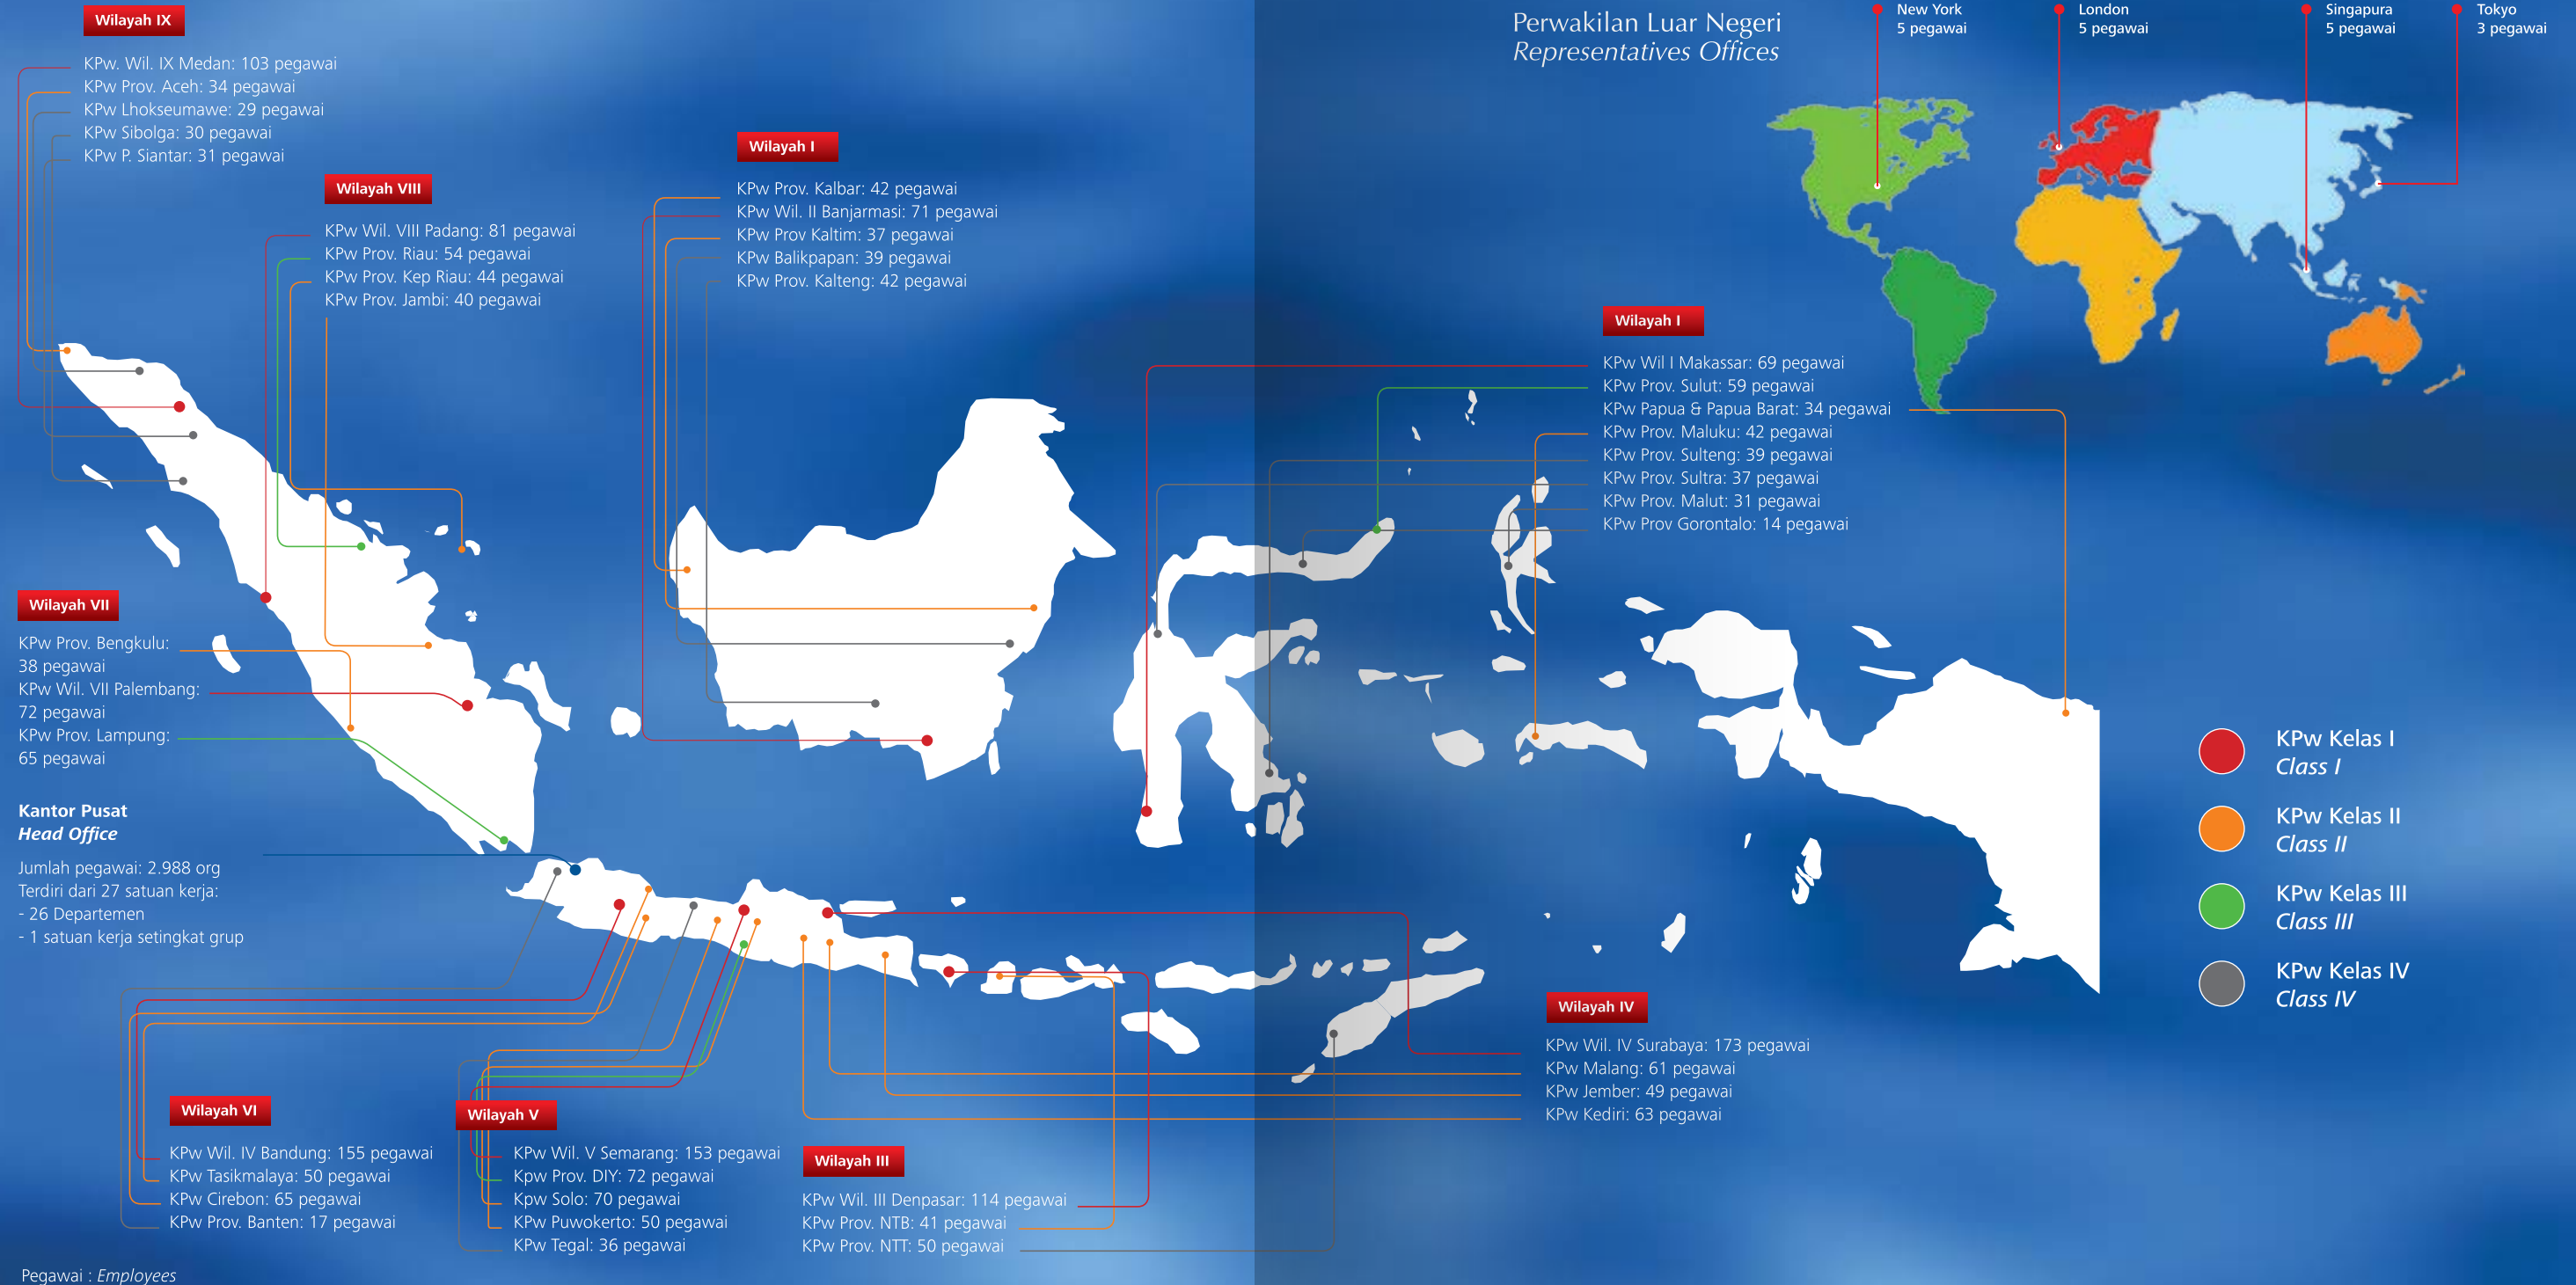 Wilayah IX
KPw. Wil. IX Medan: 103 pegawai
KPw Prov. Aceh: 34 pegawai
KPw Lhokseumawe: 29 pegawai
KPw Sibolga: 30 pegawai
KPw P. Siantar: 31 pegawai
Wilayah VIII
KPw Wil. VIII Padang: 81 pegawai
KPw Prov. Riau: 54 pegawai
KPw Prov. Kep Riau: 44 pegawai
KPw Prov. Jambi: 40 pegawai
Wilayah I
KPw Prov. Kalbar: 42 pegawai
KPw Wil. II Banjarmasi: 71 pegawai
KPw Prov Kaltim: 37 pegawai
KPw Balikpapan: 39 pegawai
KPw Prov. Kalteng: 42 pegawai
Perwakilan Luar Negeri
Representatives Offices
New York
5 pegawai
London
5 pegawai
Singapura
5 pegawai
Tokyo
3 pegawai
Wilayah I
KPw Wil I Makassar: 69 pegawai
KPw Prov. Sulut: 59 pegawai
KPw Papua & Papua Barat: 34 pegawai
KPw Prov. Maluku: 42 pegawai
KPw Prov. Sulteng: 39 pegawai
KPw Prov. Sultra: 37 pegawai
KPw Prov. Malut: 31 pegawai
KPw Prov Gorontalo: 14 pegawai
Wilayah VII
KPw Prov. Bengkulu:
38 pegawai
KPw Wil. VII Palembang:
72 pegawai
KPw Prov. Lampung:
65 pegawai
Kantor Pusat
Head Office
Jumlah pegawai: 2.988 org
Terdiri dari 27 satuan kerja:
- 26 Departemen
- 1 satuan kerja setingkat grup
KPw Kelas I
Class I
KPw Kelas II
Class II
KPw Kelas III
Class III
KPw Kelas IV
Class IV
Wilayah IV
KPw Wil. IV Surabaya: 173 pegawai
KPw Malang: 61 pegawai
KPw Jember: 49 pegawai
KPw Kediri: 63 pegawai
Wilayah VI
KPw Wil. IV Bandung: 155 pegawai
KPw Tasikmalaya: 50 pegawai
KPw Cirebon: 65 pegawai
KPw Prov. Banten: 17 pegawai
Wilayah V
KPw Wil. V Semarang: 153 pegawai
Kpw Prov. DIY: 72 pegawai
Kpw Solo: 70 pegawai
KPw Puwokerto: 50 pegawai
KPw Tegal: 36 pegawai
Wilayah III
KPw Wil. III Denpasar: 114 pegawai
KPw Prov. NTB: 41 pegawai
KPw Prov. NTT: 50 pegawai
Pegawai : Employees